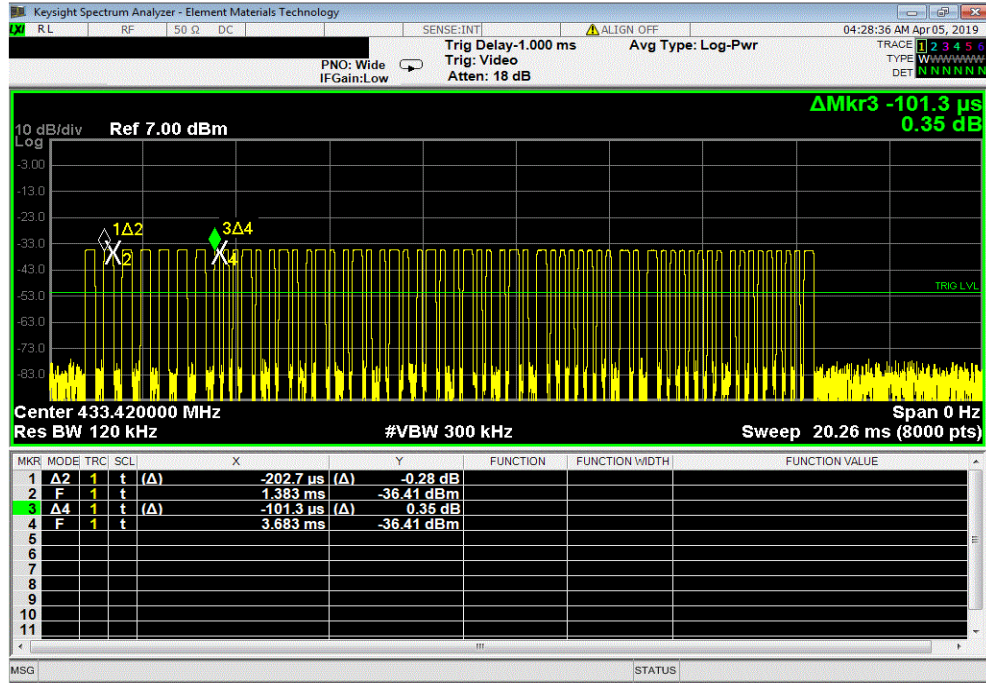 Keysight Spectrum Analyzer - Element Materials Technology
LXI RL RF 50 Ω DC SENSE:INT ALIGN OFF 04:28:36 AM Apr 05, 2019
Trig Delay-1.000 ms Avg Type: Log-Pwr TRACE 1 2 3 4 5 6
PNO: Wide Trig: Video TYPE WWWWWW
IFGain:Low Atten: 18 dB DET N N N N N N
ΔMkr3 -101.3 µs
0.35 dB
10 dB/div Ref 7.00 dBm
Log
-3.00
-13.0
-23.0
1Δ2 3Δ4
-33.0
2 4
-43.0
TRIG LVL
-53.0
-63.0
-73.0
-83.0
Center 433.420000 MHz Span 0 Hz
Res BW 120 kHz #VBW 300 kHz Sweep 20.26 ms (8000 pts)
MKR MODE TRC SCL X Y FUNCTION FUNCTION WIDTH FUNCTION VALUE
1 Δ2 1 t (Δ) -202.7 µs (Δ) -0.28 dB
2 F 1 t 1.383 ms -36.41 dBm
3 Δ4 1 t (Δ) -101.3 µs (Δ) 0.35 dB
4 F 1 t 3.683 ms -36.41 dBm
5
6
7
8
9
10
11
MSG STATUS